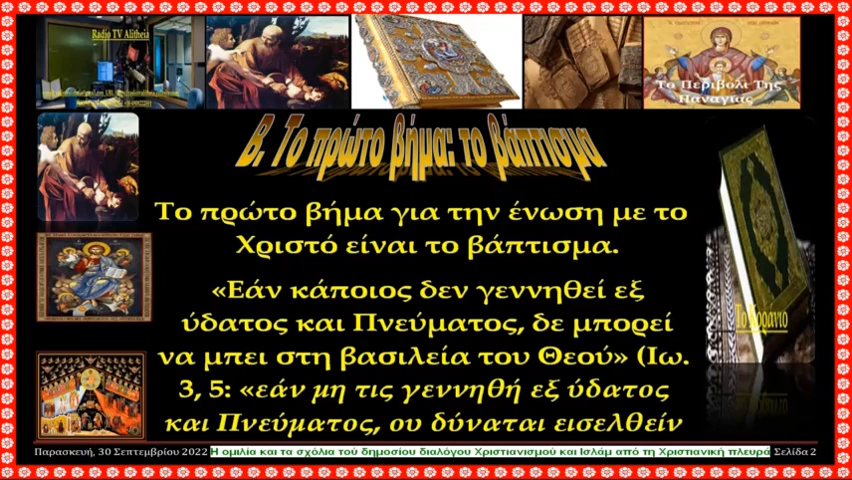 Radio TV Alitheia
Το Περιβολι Της
Παναγιας
Β. Το πρώτο βήμα: το βάπτισμα
Το πρώτο βήμα για την ένωση με το
Χριστό είναι το βάπτισμα.
«Εάν κάποιος δεν γεννηθεί εξ
ύδατος και Πνεύματος, δε μπορεί
να μπει στη βασιλεία του Θεού» (Ιω.
3, 5: «εάν μη τις γεννηθή εξ ύδατος
και Πνεύματος, ου δύναται εισελθείν
Το Κοράνιο
Παρασκευή, 30 Σεπτεμβρίου 2022 Η ομιλία και τα σχόλια τού δημοσίου διαλόγου Χριστιανισμού και Ισλάμ από τη Χριστιανική πλευρά Σελίδα 2